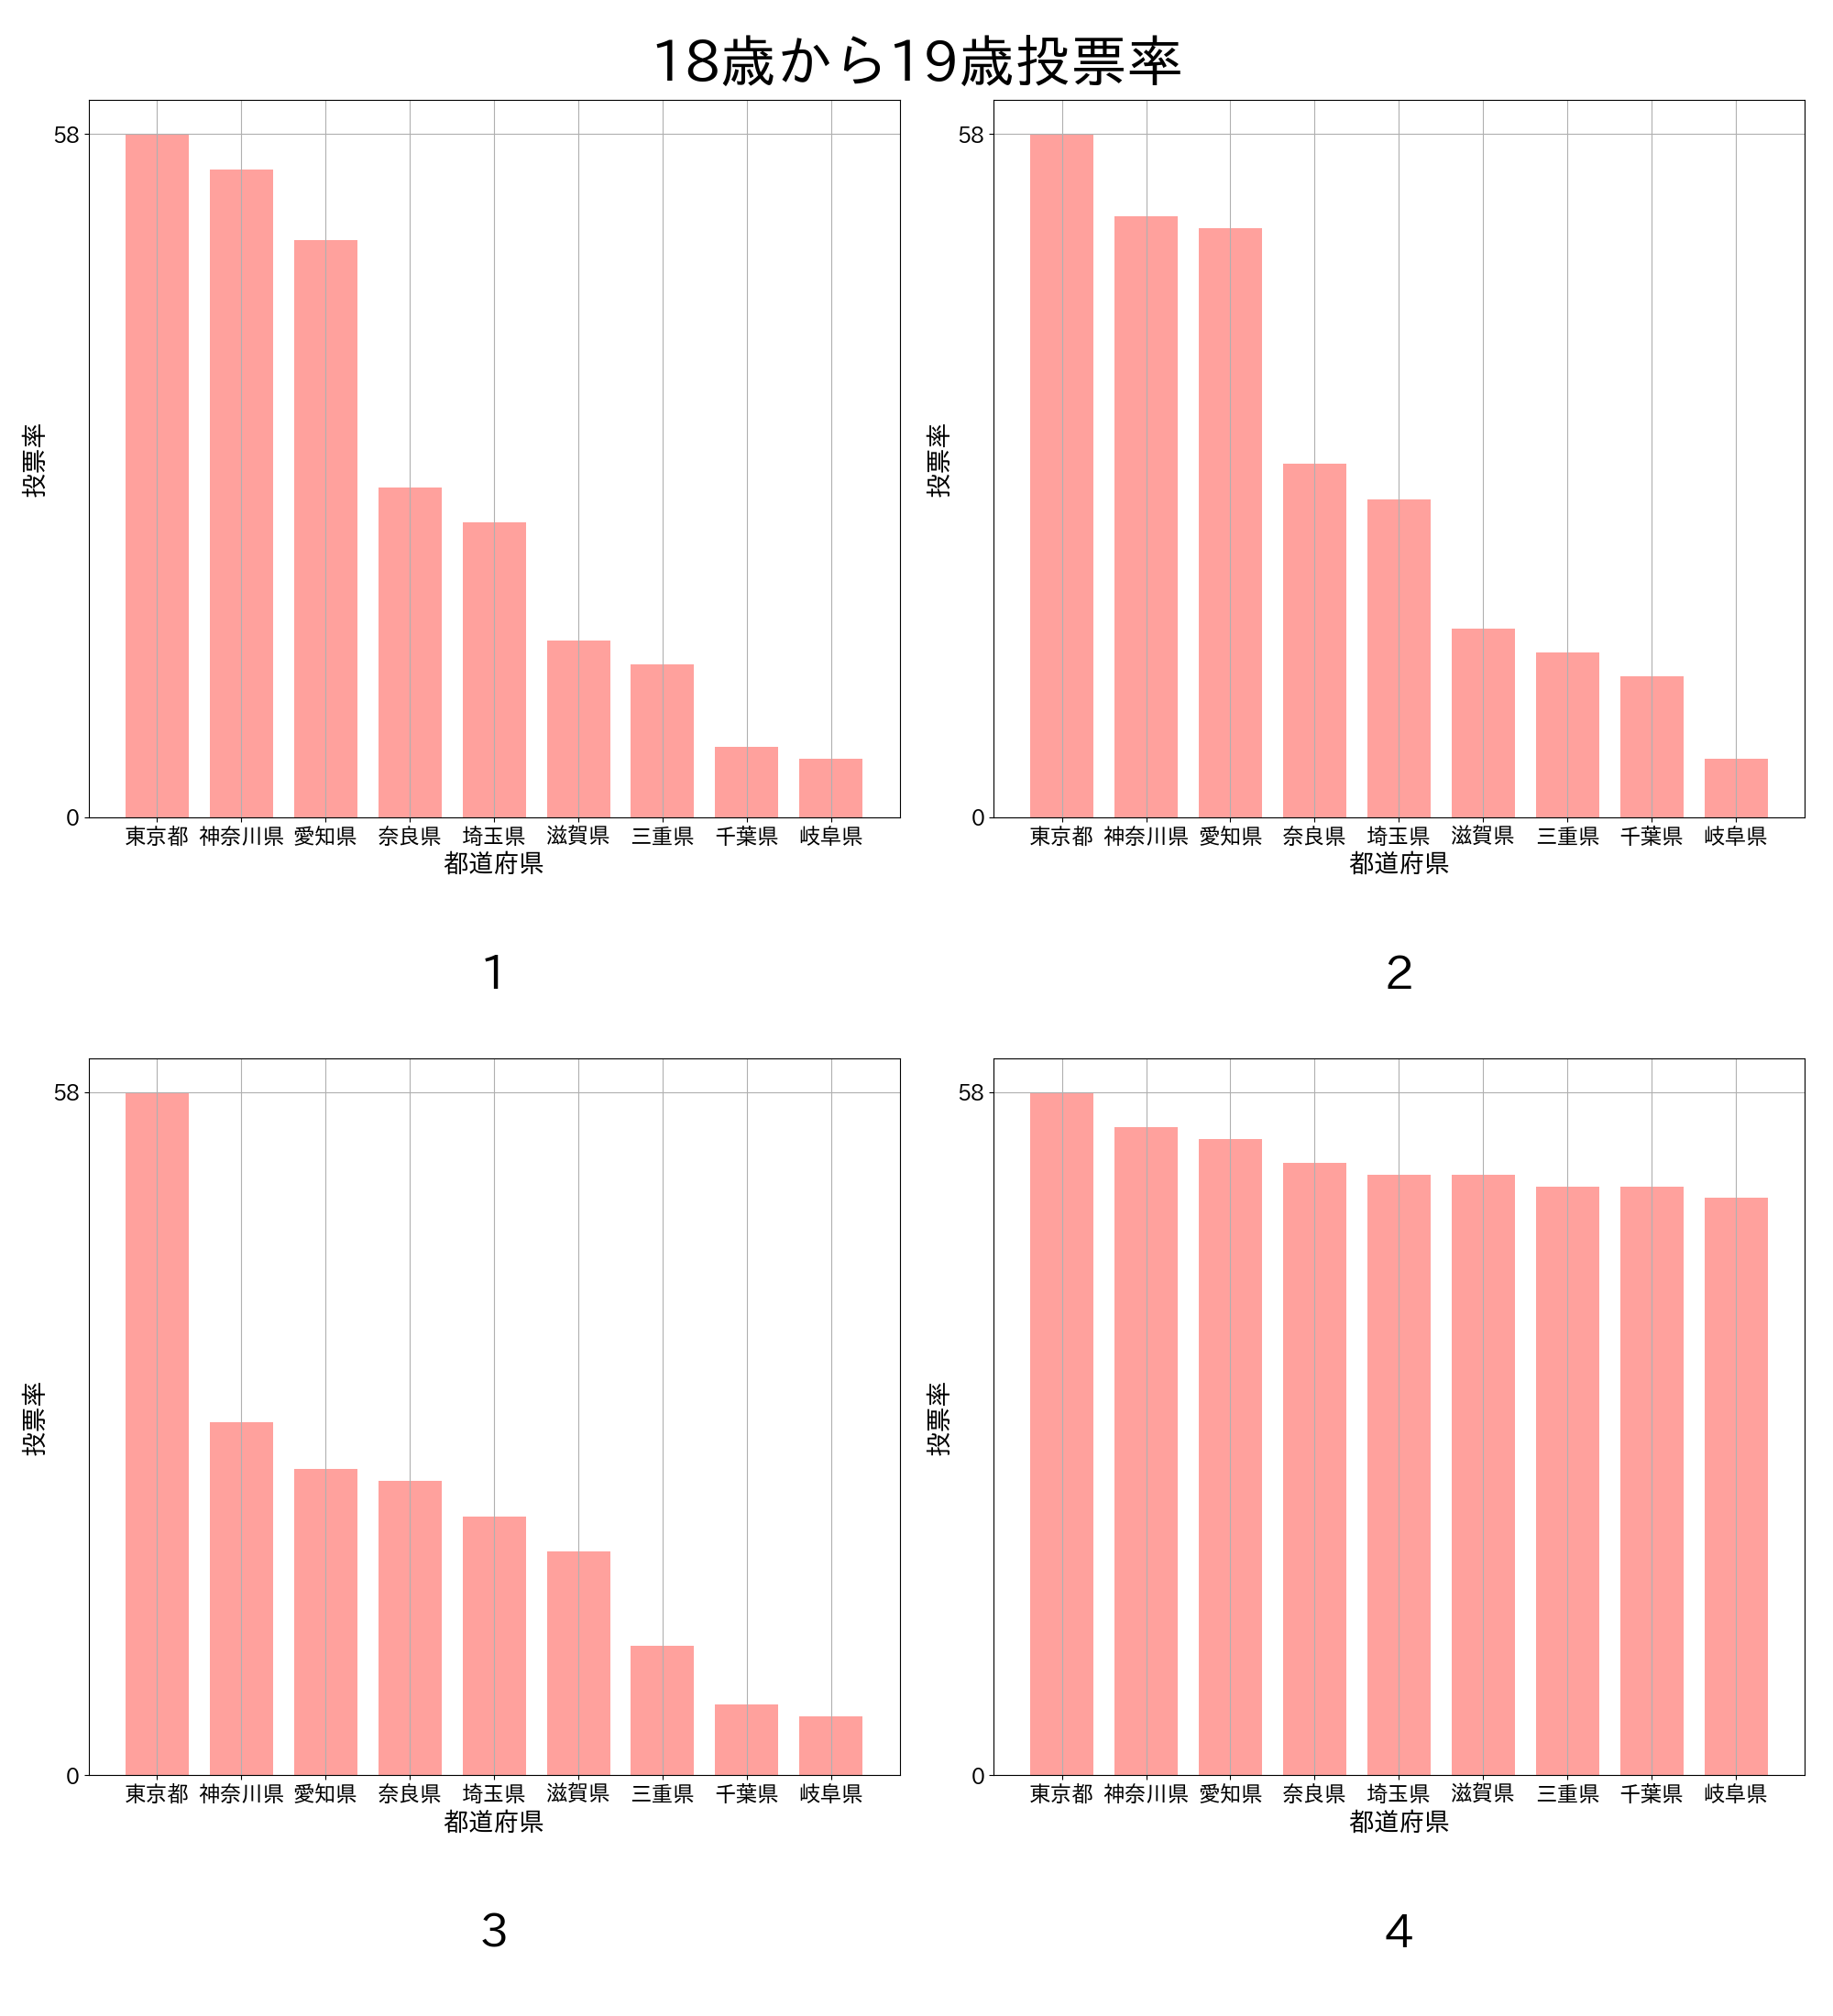 18歳から19歳投票率
58
0
投票率
東京都 神奈川県 愛知県 奈良県 埼玉県 滋賀県 三重県 千葉県 岐阜県
都道府県
1
58
0
投票率
東京都 神奈川県 愛知県 奈良県 埼玉県 滋賀県 三重県 千葉県 岐阜県
都道府県
2
58
0
投票率
東京都 神奈川県 愛知県 奈良県 埼玉県 滋賀県 三重県 千葉県 岐阜県
都道府県
3
58
0
投票率
東京都 神奈川県 愛知県 奈良県 埼玉県 滋賀県 三重県 千葉県 岐阜県
都道府県
4